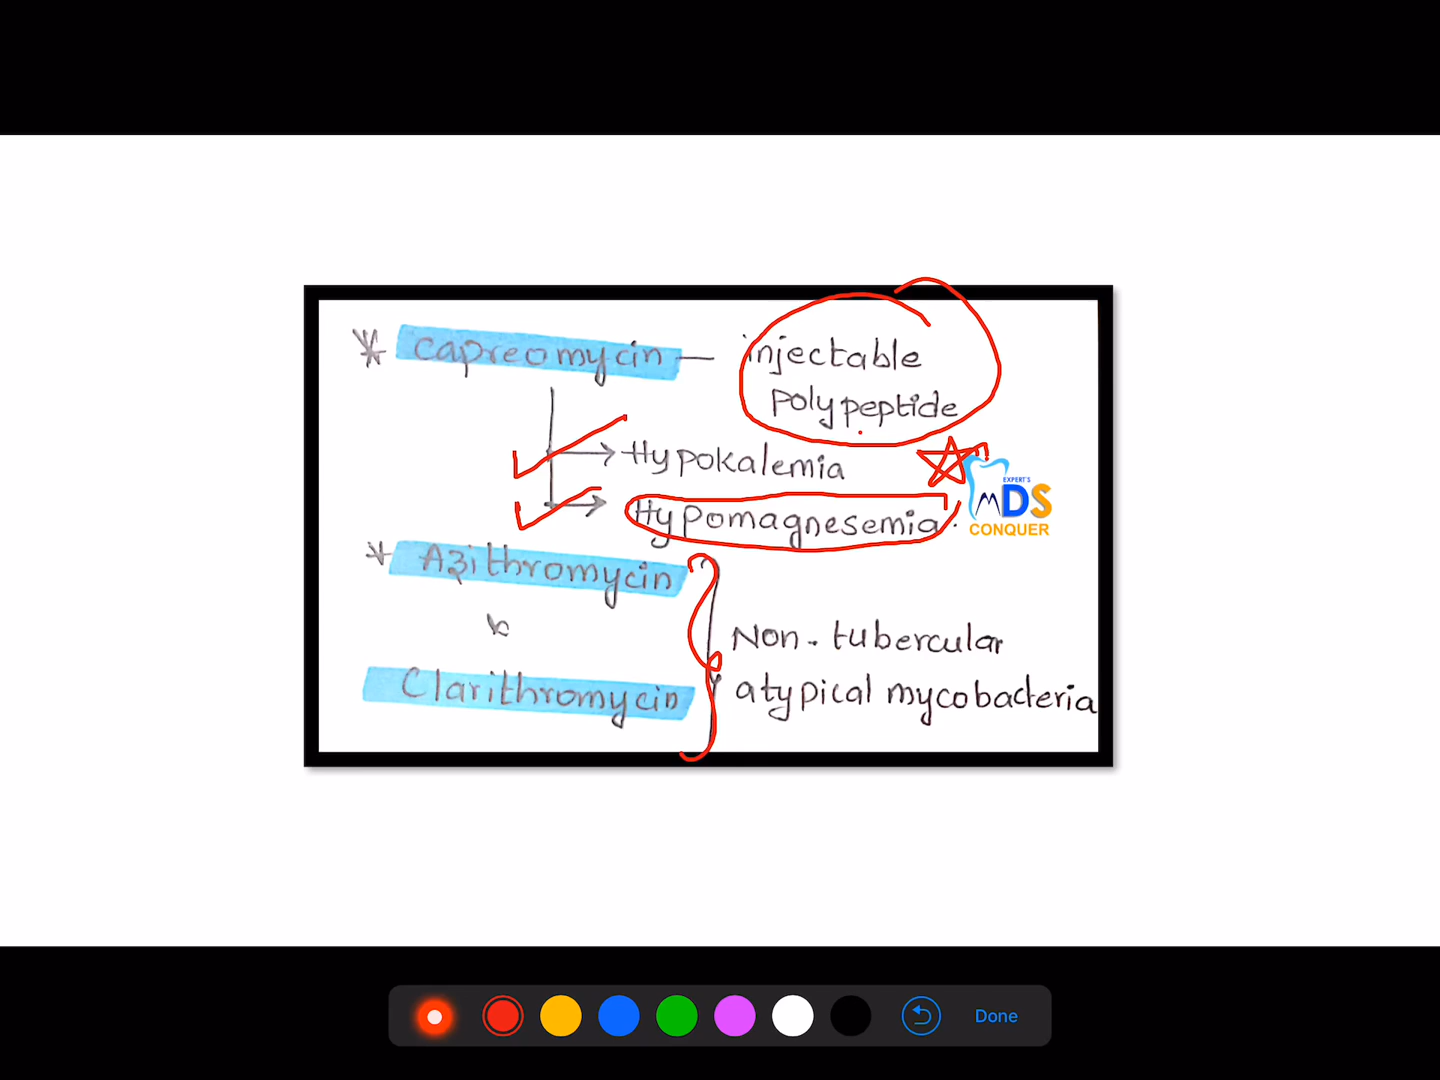 * Capreomycin — injectable
polypeptide
→ Hypokalemia
→ Hypomagnesemia.
EXPERT'S
MDS
CONQUER
* Azithromycin
Non-tubercular
Clarithromycin
atypical mycobacteria
Done